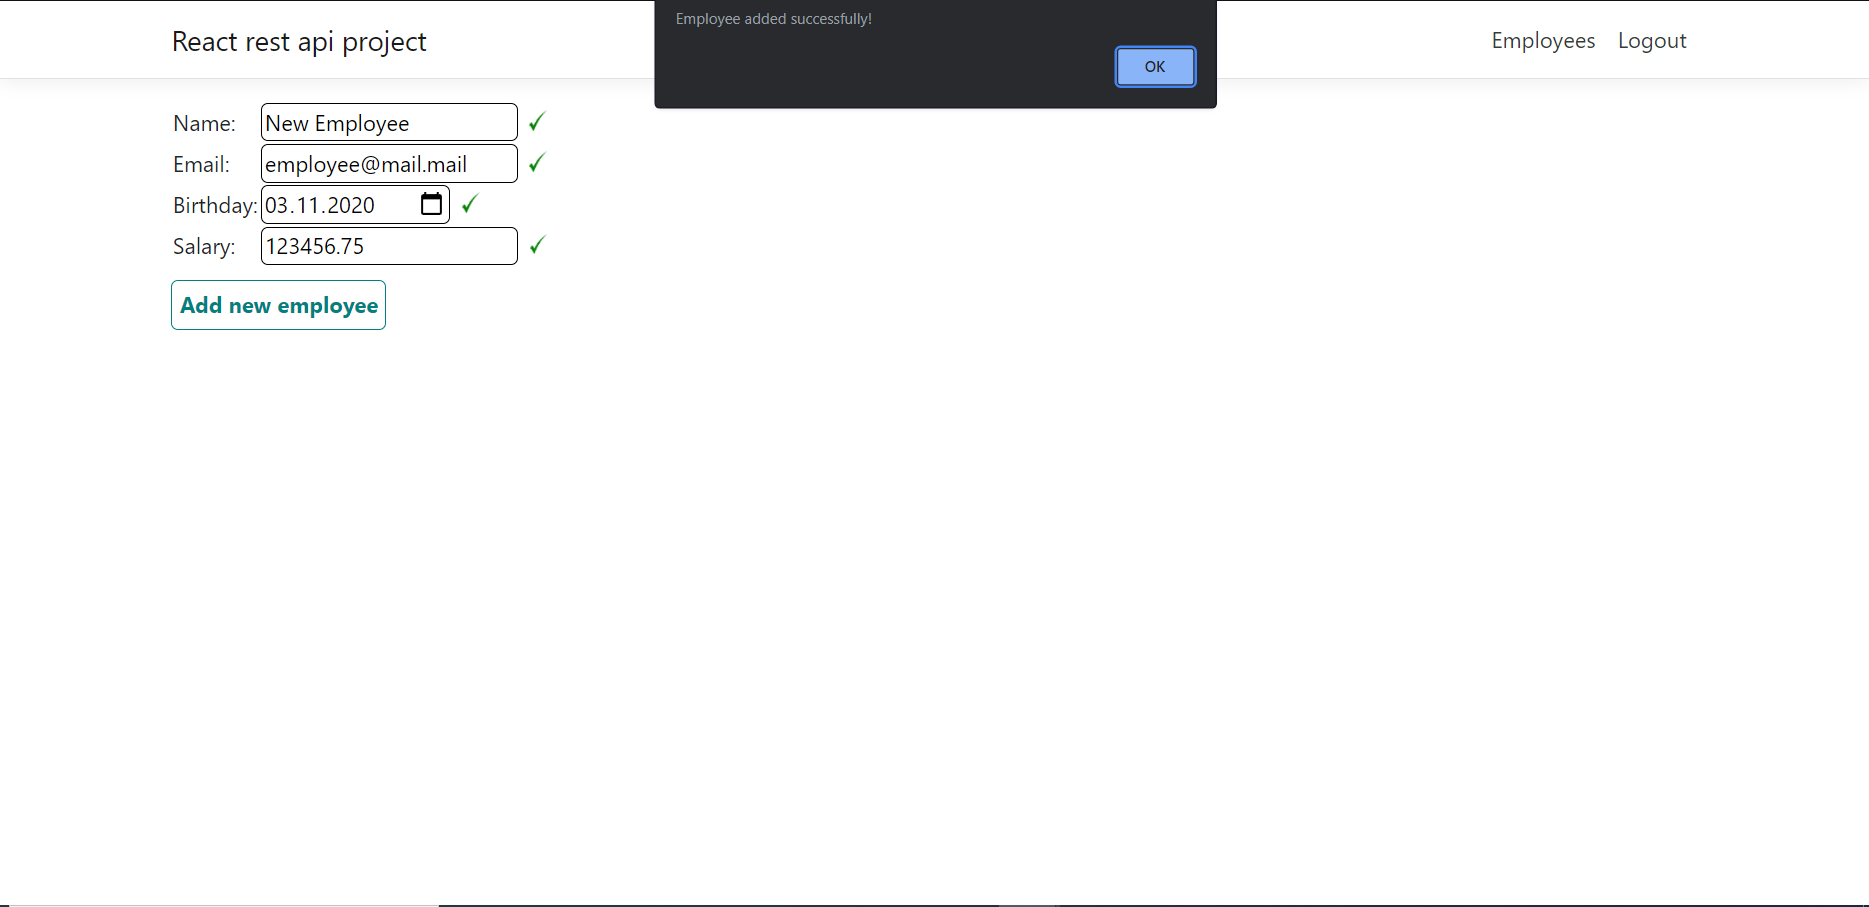 Employee added successfully!
OK
React rest api project
Employees
Logout
Name: New Employee
Email: employee@mail.mail
Birthday: 03.11.2020
Salary: 123456.75
Add new employee